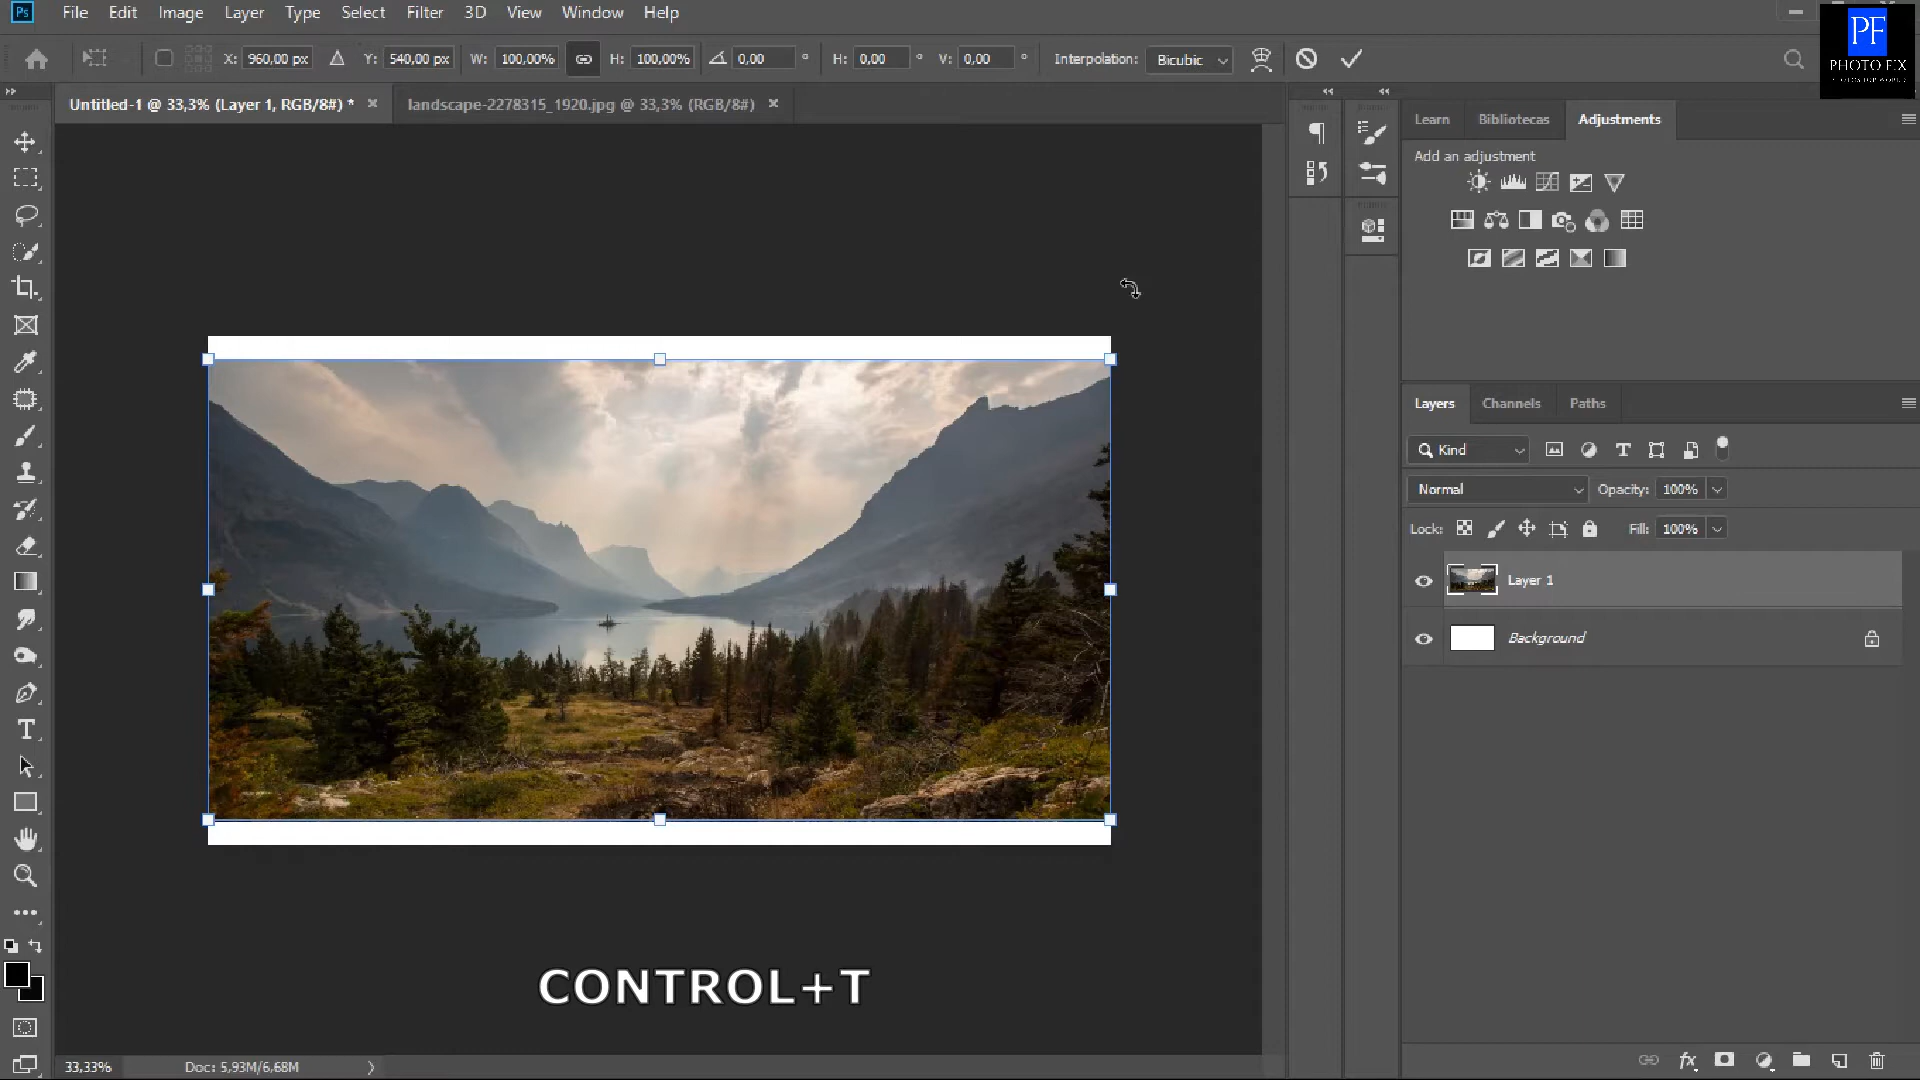 Ps File Edit Image Layer Type Select Filter 3D View Window Help
PF
PHOTO FIX
X: 960,00 px Y: 540,00 px W: 100,00% H: 100,00% 0,00 ° H: 0,00 ° V: 0,00 ° Interpolation: Bicubic
Untitled-1 @ 33,3% (Layer 1, RGB/8#) * × landscape-2278315_1920.jpg @ 33,3% (RGB/8#) ×
Learn Bibliotecas Adjustments
Add an adjustment
Layers Channels Paths
Kind
Normal Opacity: 100%
Lock: Fill: 100%
Layer 1
Background
CONTROL+T
33,33% Doc: 5,93M/6,68M